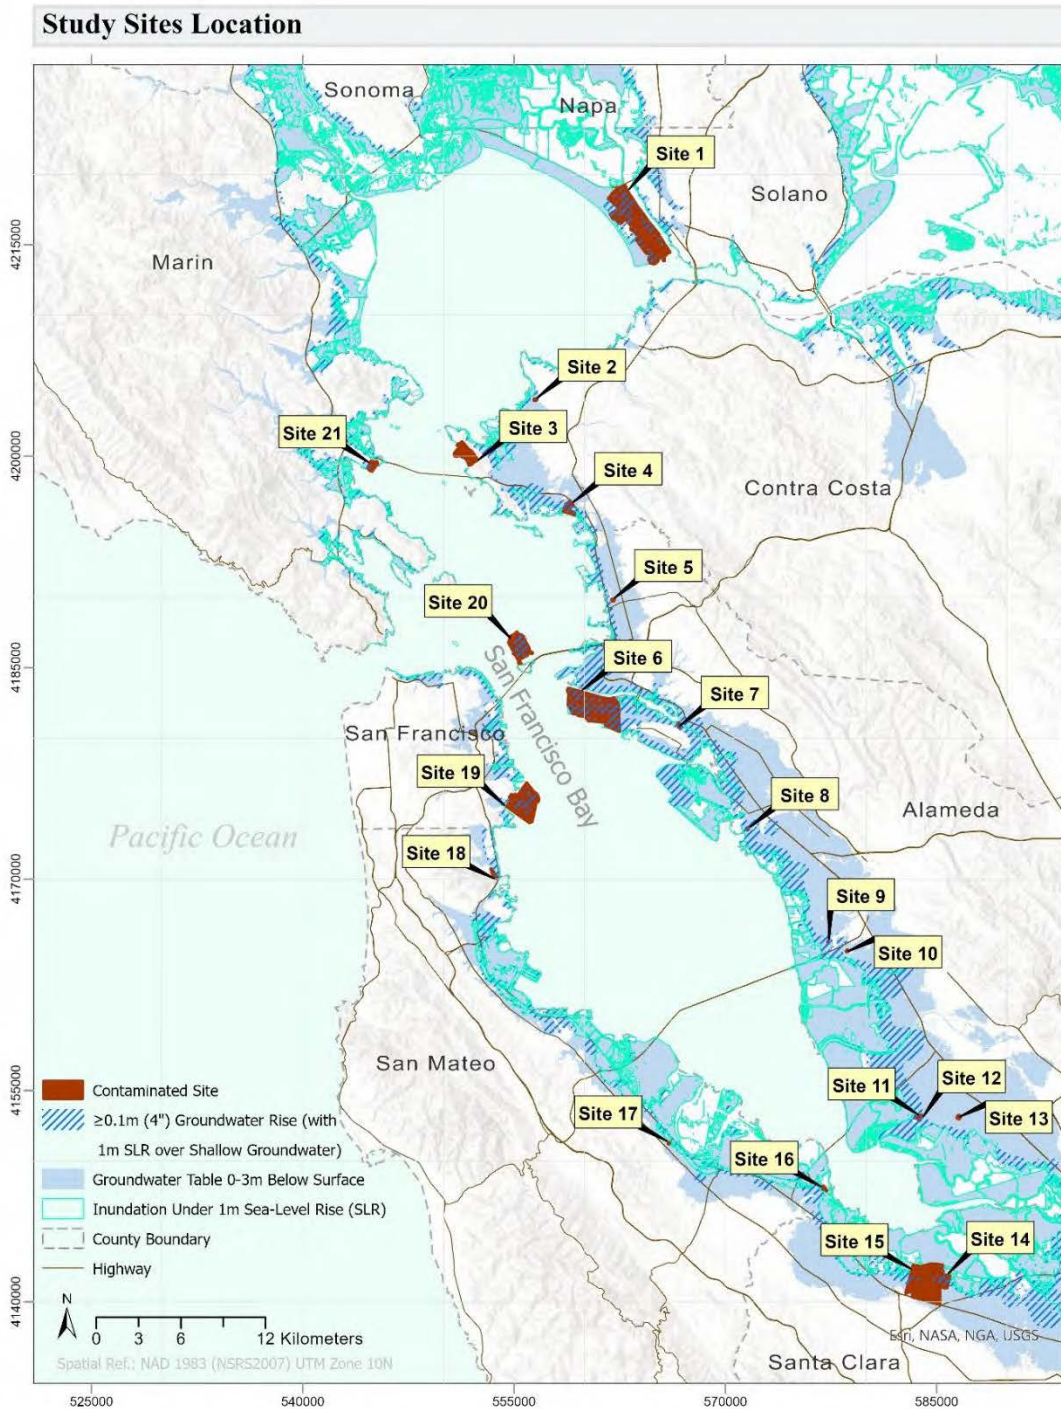 Study Sites Location
Sonoma
Napa
Site 1
Solano
4215000
Marin
Site 2
Site 3
Site 21
4200000
Site 4
Contra Costa
Site 5
Site 20
4185000
San Francisco Bay
Site 6
Site 7
San Francisco
Site 19
Site 8
Alameda
Pacific Ocean
Site 18
4170000
Site 9
Site 10
San Mateo
Site 12
Site 11
Site 13
4155000
Site 17
Site 16
Site 15
Site 14
4140000
Contaminated Site
≥0.1m (4") Groundwater Rise (with
1m SLR over Shallow Groundwater)
Groundwater Table 0-3m Below Surface
Inundation Under 1m Sea-Level Rise (SLR)
County Boundary
Highway
N
0 3 6 12 Kilometers
Esri, NASA, NGA, USGS
Spatial Ref.: NAD 1983 (NSRS2007) UTM Zone 10N
Santa Clara
525000 540000 555000 570000 585000